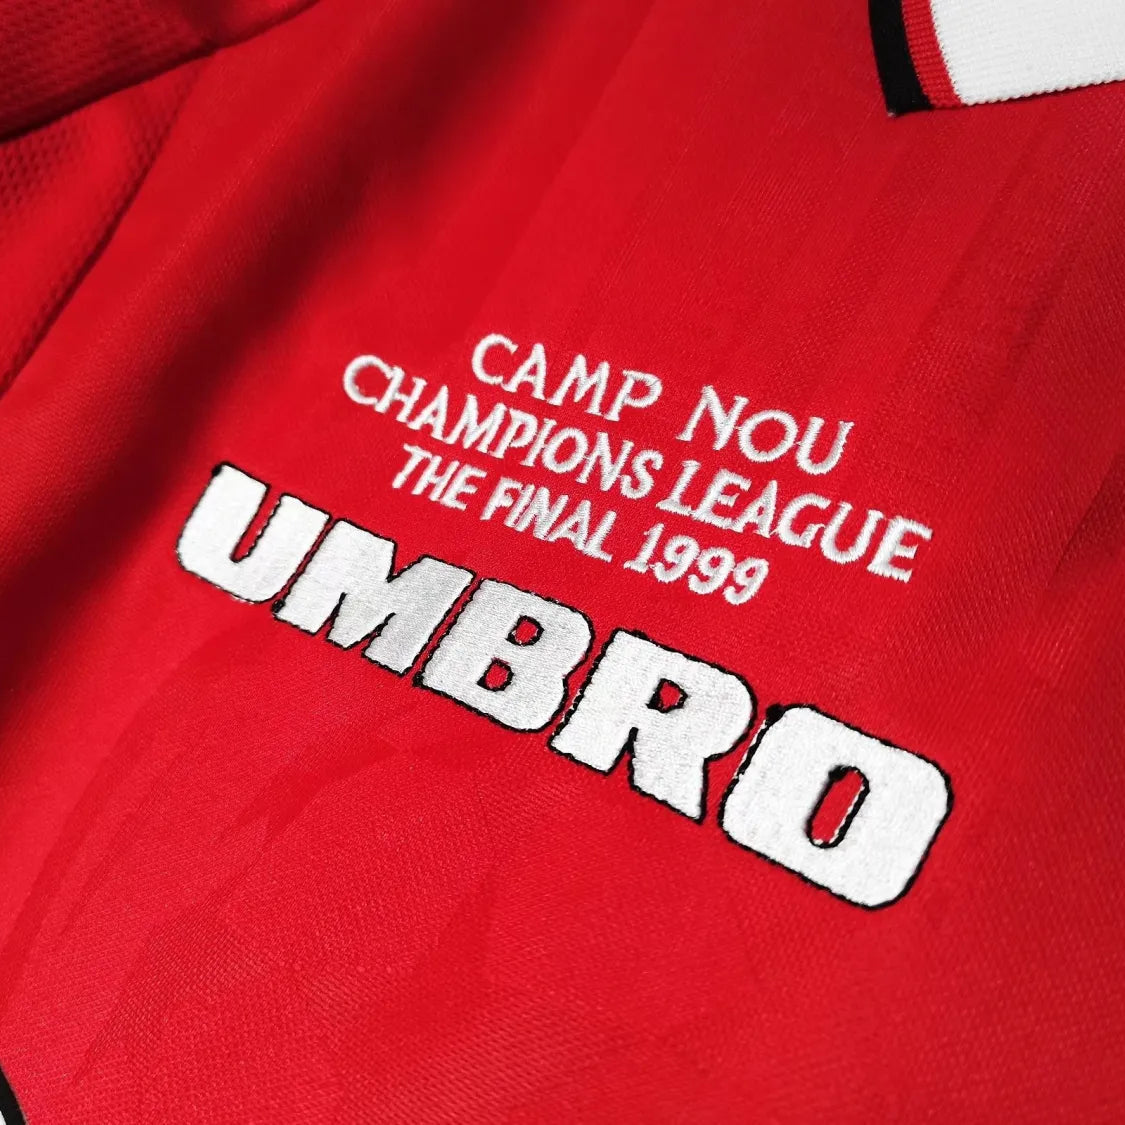 CAMP NOU
CHAMPIONS LEAGUE
THE FINAL 1999
UMBRO